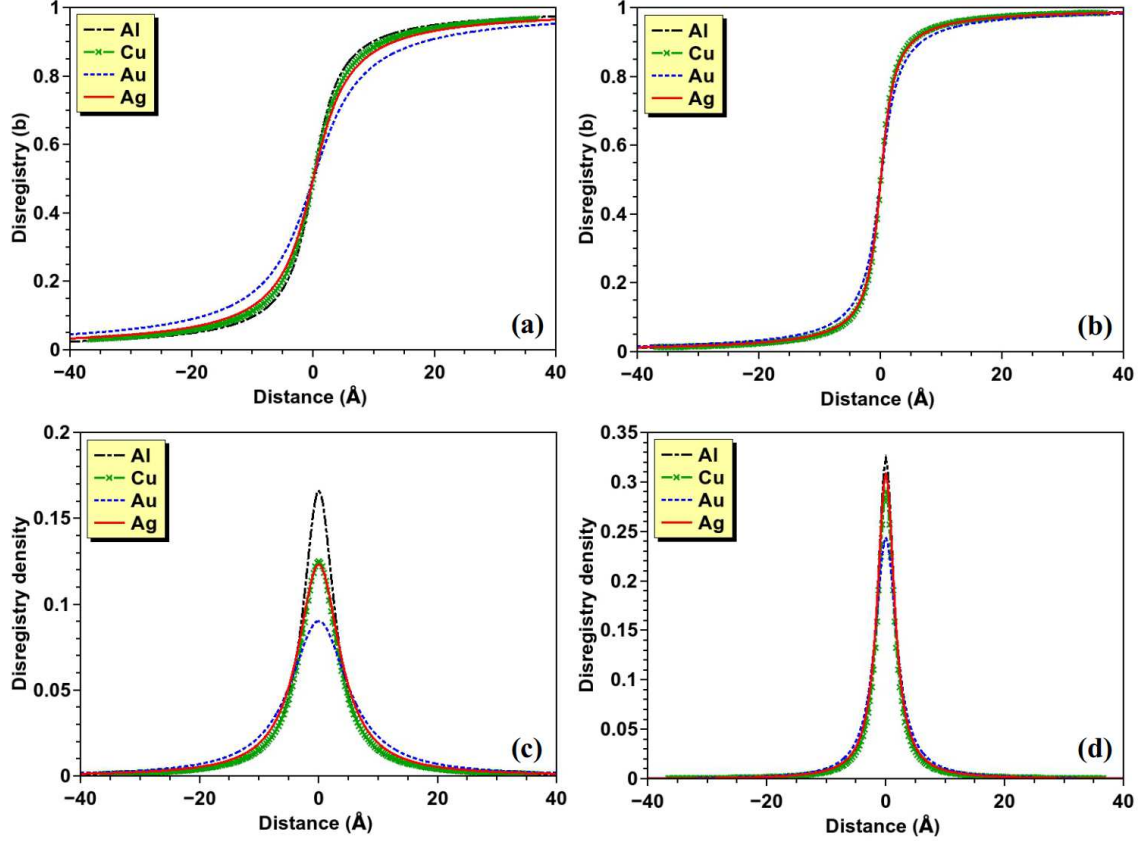 1
0.8
0.6
0.4
0.2
0
Disregistry (b)
Al
Cu
Au
Ag
(a)
−40
−20
0
20
40
Distance (Å)
1
0.8
0.6
0.4
0.2
0
Disregistry (b)
Al
Cu
Au
Ag
(b)
−40
−20
0
20
40
Distance (Å)
0.2
0.15
0.1
0.05
0
Disregistry density
Al
Cu
Au
Ag
(c)
−40
−20
0
20
40
Distance (Å)
0.35
0.3
0.25
0.2
0.15
0.1
0.05
0
Disregistry density
Al
Cu
Au
Ag
(d)
−40
−20
0
20
40
Distance (Å)